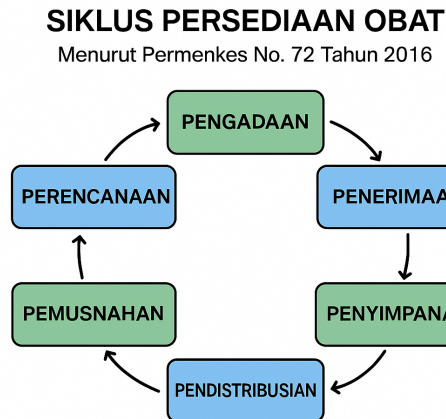 SIKLUS PERSEDIAAN OBAT
Menurut Permenkes No. 72 Tahun 2016
PENGADAAN
PERENCANAAN
PENERIMAA
PEMUSNAHAN
PENYIMPANA
PENDISTRIBUSIAN